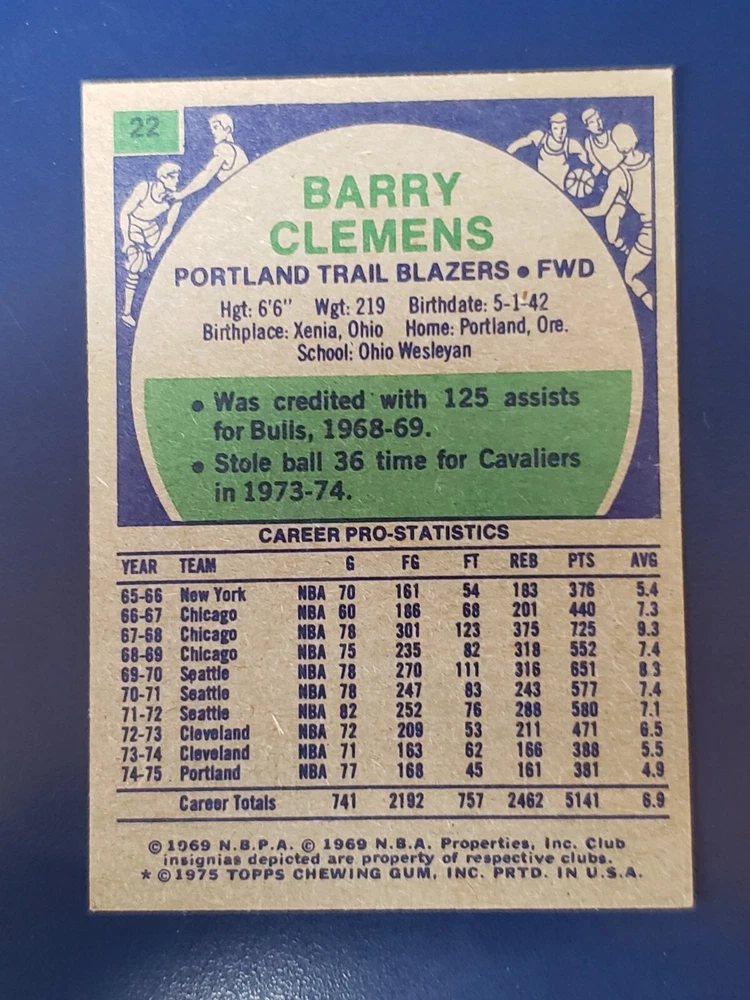 22
BARRY
CLEMENS
PORTLAND TRAIL BLAZERS • FWD
Hgt: 6'6" Wgt: 219 Birthdate: 5-1-42
Birthplace: Xenia, Ohio Home: Portland, Ore.
School: Ohio Wesleyan
• Was credited with 125 assists
for Bulls, 1968-69.
• Stole ball 36 time for Cavaliers
in 1973-74.
CAREER PRO-STATISTICS
YEAR TEAM G FG FT REB PTS AVG
65-66 New York NBA 70 161 54 183 376 5.4
66-67 Chicago NBA 60 186 68 201 440 7.3
67-68 Chicago NBA 78 301 123 375 725 9.3
68-69 Chicago NBA 75 235 82 318 552 7.4
69-70 Seattle NBA 78 270 111 316 651 8.3
70-71 Seattle NBA 78 247 83 243 577 7.4
71-72 Seattle NBA 82 252 76 288 580 7.1
72-73 Cleveland NBA 72 209 53 211 471 6.5
73-74 Cleveland NBA 71 163 62 166 388 5.5
74-75 Portland NBA 77 168 45 161 381 4.9
Career Totals 741 2192 757 2462 5141 6.9
© 1969 N.B.P.A. © 1969 N.B.A. Properties, Inc. Club
insignias depicted are property of respective clubs.
* © 1975 TOPPS CHEWING GUM, INC. PRTD. IN U.S.A.